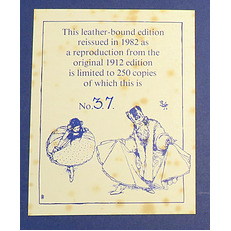 This leather-bound edition
reissued in 1982 as
a reproduction from the
original 1912 edition
is limited to 250 copies
of which this is
No. 37.